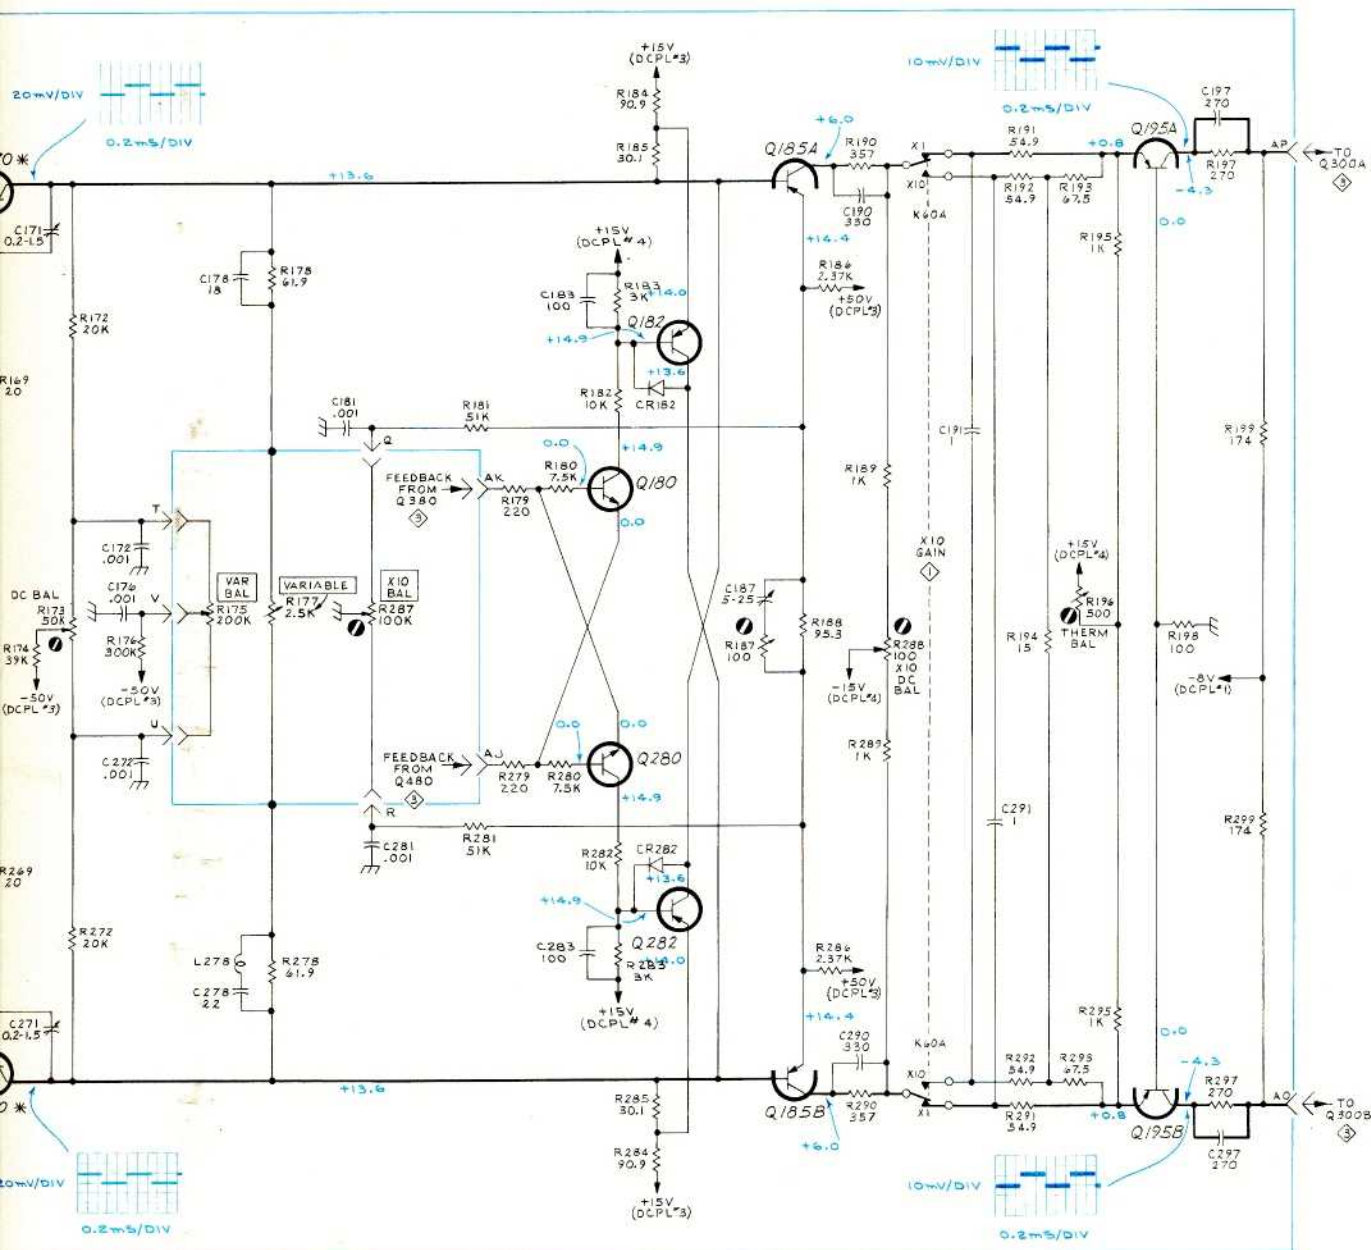 +15V
(DCPL#3)
R184
90.9
R185
30.1
20mV/DIV
0.2mS/DIV
10mV/DIV
0.2mS/DIV
C197
270
Q195A
R197
270
AP
TO
Q300A
3
-4.3
0.0
+0.8
R191
54.9
R192
54.9
R193
67.5
X1
X10
K60A
+6.0
R190
357
C190
330
Q185A
+14.4
R186
2.37K
+50V
(DCPL#3)
0 *
+13.6
C171
0.2-1.5
C178
18
R178
61.9
+15V
(DCPL#4)
C183
100
R183
3K
+14.0
Q182
+14.9
+13.6
CR182
R182
10K
R195
1K
R172
20K
R169
20
C181
.001
R181
51K
Q
+14.9
0.0
R180
7.5K
Q180
0.0
FEEDBACK
FROM
Q380
3
AK
R179
220
R189
1K
C191
1
R199
174
T
C172
.001
C176
.001
V
VAR
BAL
R175
200K
VARIABLE
R177
2.5K
X10
BAL
R287
100K
DC BAL
R173
50K
R174
39K
-50V
(DCPL#3)
R176
300K
-50V
(DCPL#3)
U
C272
.001
C187
5-25
R187
100
R188
95.3
R288
100
X10
DC
BAL
-15V
(DCPL#4)
X10
GAIN
1
+15V
(DCPL#4)
R196
500
THERM
BAL
R194
15
R198
100
-8V
(DCPL#1)
R289
1K
FEEDBACK
FROM
Q480
3
AJ
R279
220
0.0
R280
7.5K
0.0
Q280
+14.9
R
C281
.001
R281
51K
R282
10K
CR282
+13.6
+14.9
Q282
C283
100
R283
3K
+14.0
+15V
(DCPL#4)
C291
1
R299
174
R269
20
R272
20K
L278
C278
22
R278
61.9
R286
2.37K
+50V
(DCPL#3)
+14.4
C290
330
K60A
R295
1K
0.0
C271
0.2-1.5
0 *
+13.6
R285
30.1
R284
90.9
+15V
(DCPL#3)
Q185B
R290
357
+6.0
X10
X1
R292
54.9
R293
67.5
R291
54.9
+0.8
Q195B
-4.3
R297
270
C297
270
AO
TO
Q300B
3
20mV/DIV
0.2mS/DIV
10mV/DIV
0.2mS/DIV